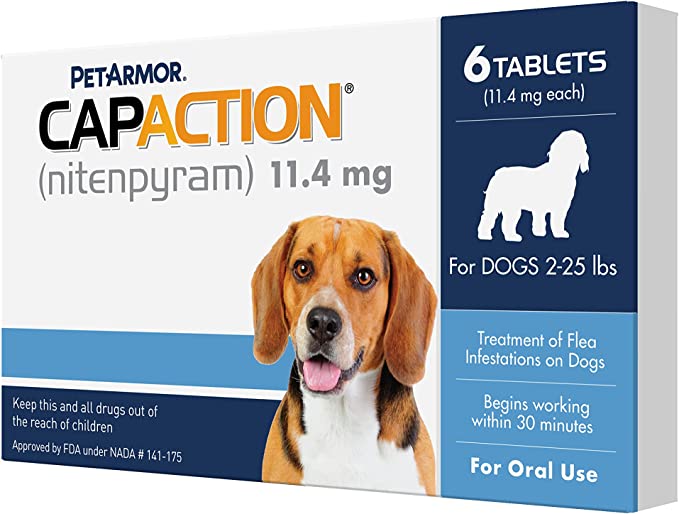 PETARMOR®
CAPACTION®
(nitenpyram) 11.4 mg
Keep this and all drugs out of
the reach of children
Approved by FDA under NADA # 141-175
6 TABLETS
(11.4 mg each)
For DOGS 2-25 lbs
Treatment of Flea
Infestations on Dogs
Begins working
within 30 minutes
For Oral Use